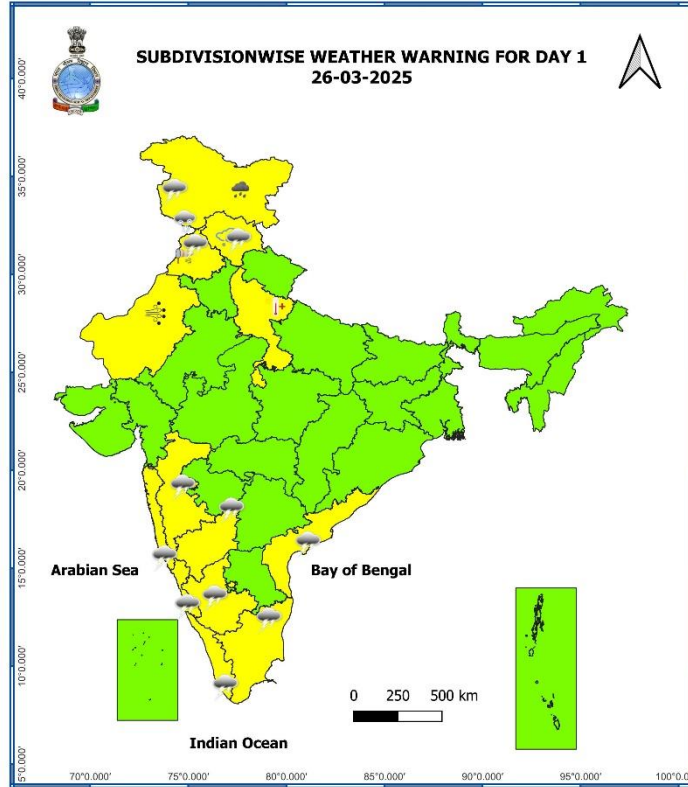 SUBDIVISIONWISE WEATHER WARNING FOR DAY 1
26-03-2025
40°0.000'
35°0.000'
30°0.000'
25°0.000'
20°0.000'
15°0.000'
10°0.000'
5°0.000'
Arabian Sea
Bay of Bengal
0 250 500 km
Indian Ocean
70°0.000' 75°0.000' 80°0.000' 85°0.000' 90°0.000' 95°0.000' 100°0.0